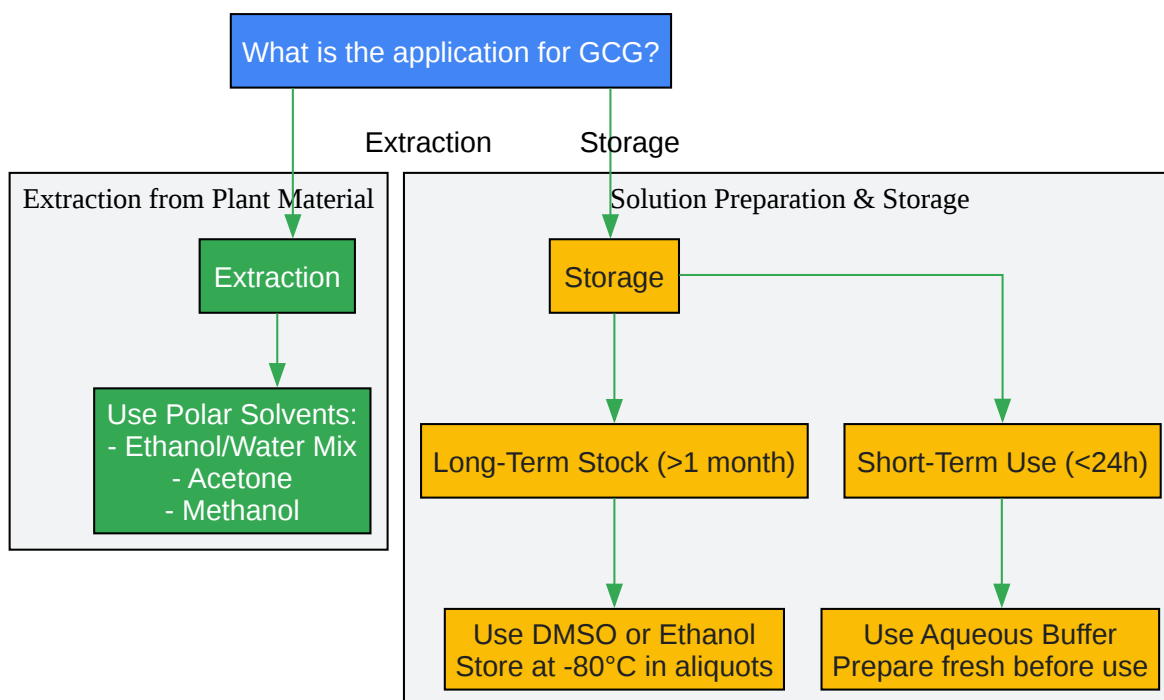 What is the application for GCG?
Extraction
Storage
Extraction from Plant Material
Solution Preparation & Storage
Extraction
Storage
Use Polar Solvents:
- Ethanol/Water Mix
- Acetone
- Methanol
Long-Term Stock (>1 month)
Short-Term Use (<24h)
Use DMSO or Ethanol
Store at -80°C in aliquots
Use Aqueous Buffer
Prepare fresh before use